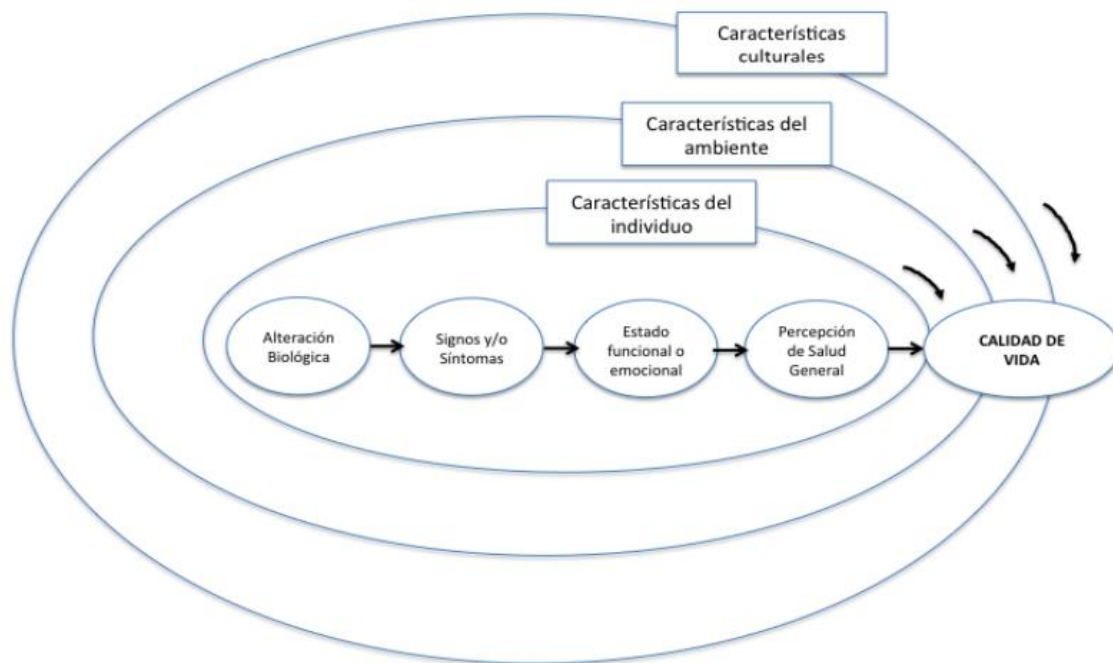 Características
culturales
Características del
ambiente
Características del
individuo
Alteración
Biológica
Signos y/o
Síntomas
Estado
funcional o
emocional
Percepción
de Salud
General
CALIDAD DE
VIDA